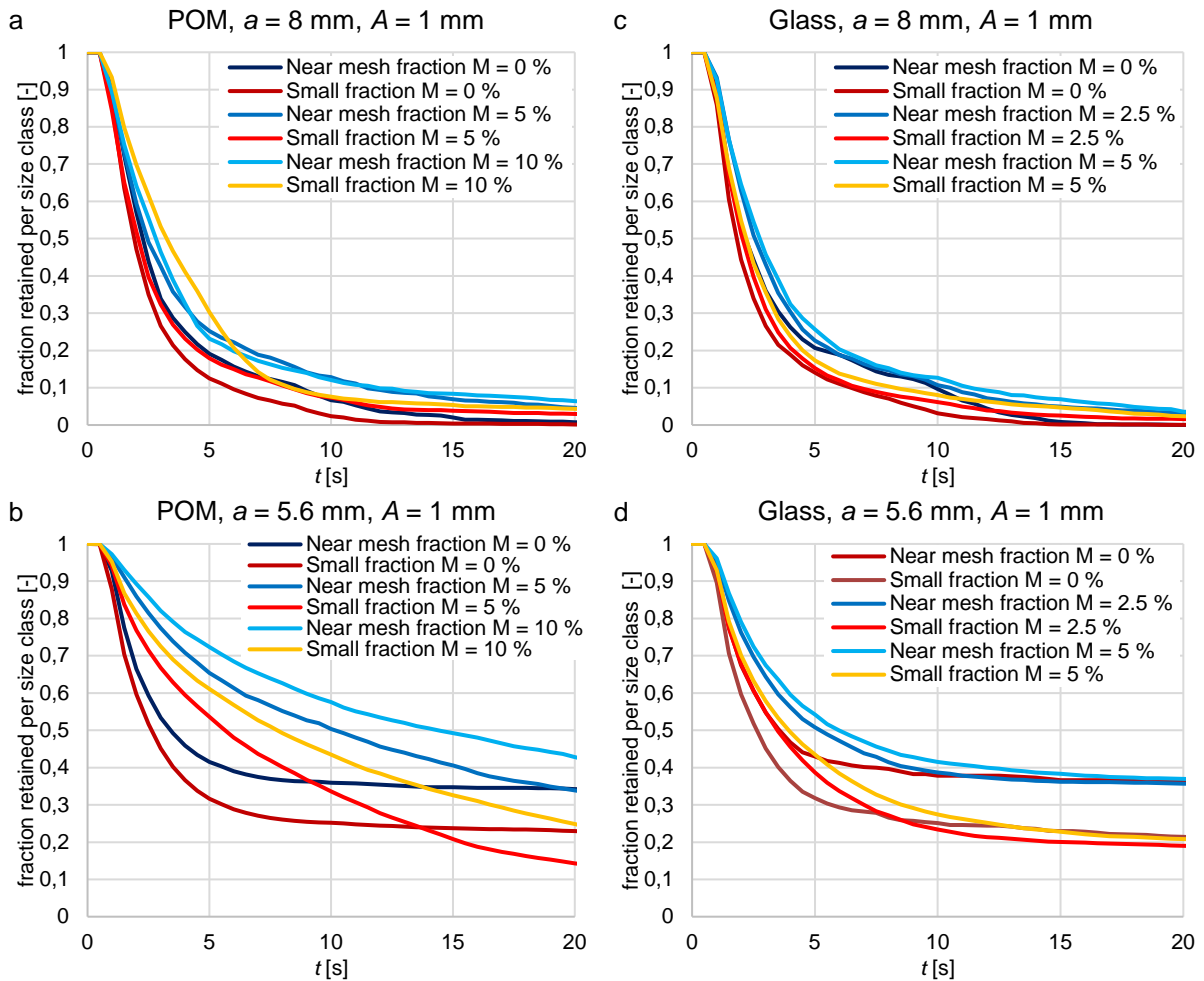 a
POM, a = 8 mm, A = 1 mm
fraction retained per size class [-]
1
0,9
0,8
0,7
0,6
0,5
0,4
0,3
0,2
0,1
0
Near mesh fraction M = 0 %
Small fraction M = 0 %
Near mesh fraction M = 5 %
Small fraction M = 5 %
Near mesh fraction M = 10 %
Small fraction M = 10 %
0 5 10 15 20
t [s]
c
Glass, a = 8 mm, A = 1 mm
fraction retained per size class [-]
1
0,9
0,8
0,7
0,6
0,5
0,4
0,3
0,2
0,1
0
Near mesh fraction M = 0 %
Small fraction M = 0 %
Near mesh fraction M = 2.5 %
Small fraction M = 2.5 %
Near mesh fraction M = 5 %
Small fraction M = 5 %
0 5 10 15 20
t [s]
b
POM, a = 5.6 mm, A = 1 mm
fraction retained per size class [-]
1
0,9
0,8
0,7
0,6
0,5
0,4
0,3
0,2
0,1
0
Near mesh fraction M = 0 %
Small fraction M = 0 %
Near mesh fraction M = 5 %
Small fraction M = 5 %
Near mesh fraction M = 10 %
Small fraction M = 10 %
0 5 10 15 20
t [s]
d
Glass, a = 5.6 mm, A = 1 mm
fraction retained per size class [-]
1
0,9
0,8
0,7
0,6
0,5
0,4
0,3
0,2
0,1
0
Near mesh fraction M = 0 %
Small fraction M = 0 %
Near mesh fraction M = 2.5 %
Small fraction M = 2.5 %
Near mesh fraction M = 5 %
Small fraction M = 5 %
0 5 10 15 20
t [s]